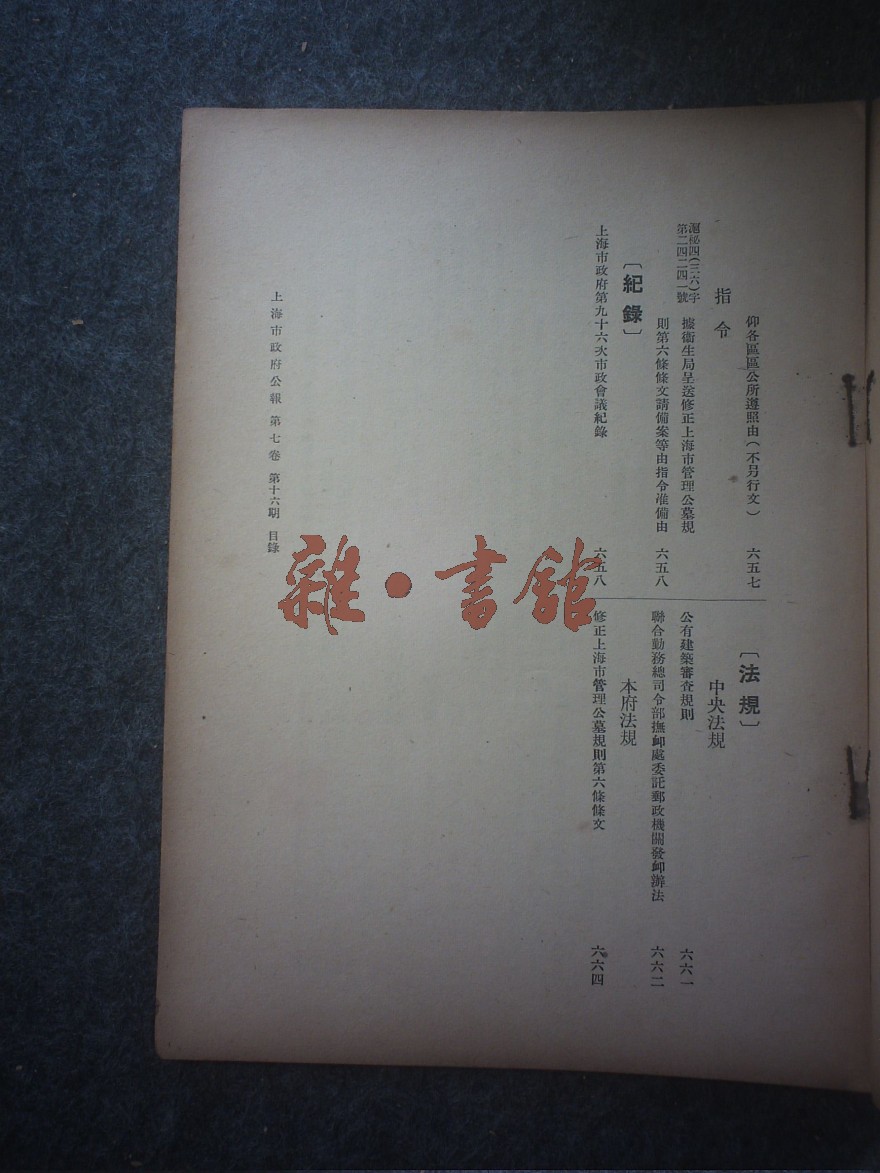 仰各區區公所遵照由(不另行文) 六五七
指令
滬祕四(三六)字
第二四二四一號
據衞生局呈送修正上海市管理公墓規
則第六條條文請備案等由指令准備由 六五八
〔紀錄〕
上海市政府第九十六次市政會議紀錄 六五八
〔法規〕
中央法規
公有建築審查規則 六六一
聯合勤務總司令部撫卹處委託郵政機關發卹辦法 六六二
本府法規
修正上海市管理公墓規則第六條條文 六六四
上海市政府公報 第七卷 第十六期 目錄
雜·書館